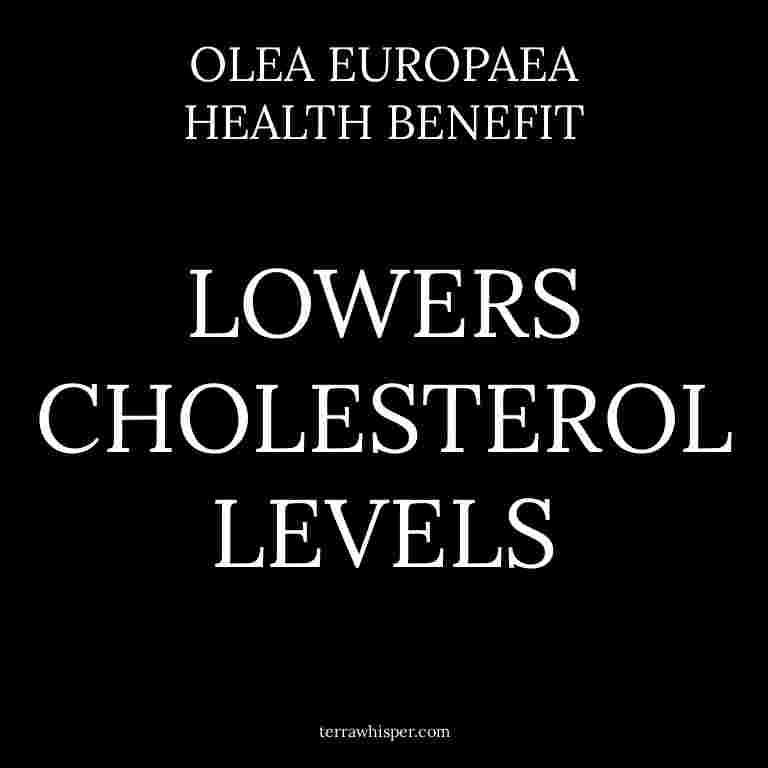 OLEA EUROPAEA
HEALTH BENEFIT
LOWERS
CHOLESTEROL
LEVELS
terrawhisper.com